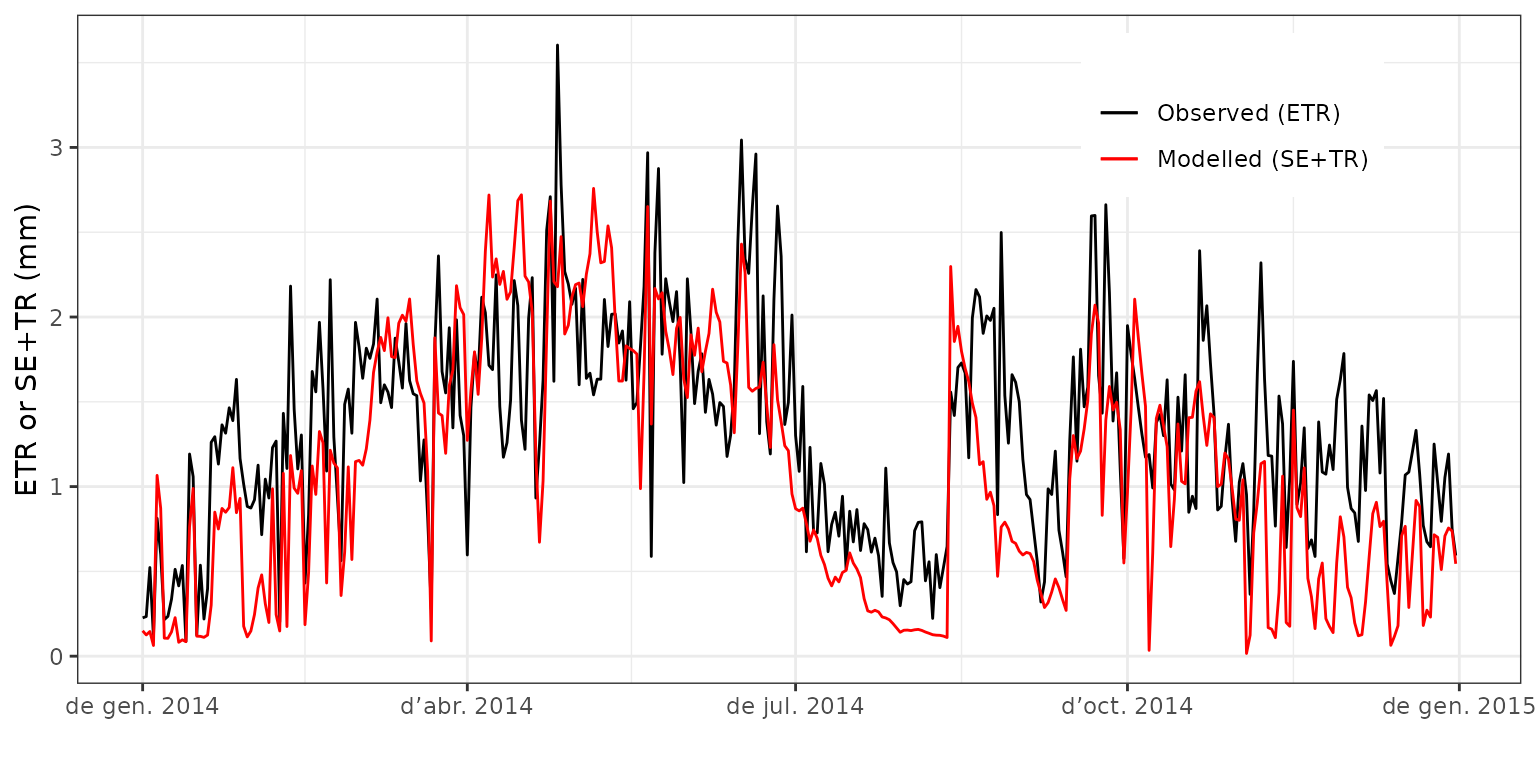 ETR or SE+TR (mm)
3
2
1
0
Observed (ETR)
Modelled (SE+TR)
de gen. 2014
d’abr. 2014
de jul. 2014
d’oct. 2014
de gen. 2015